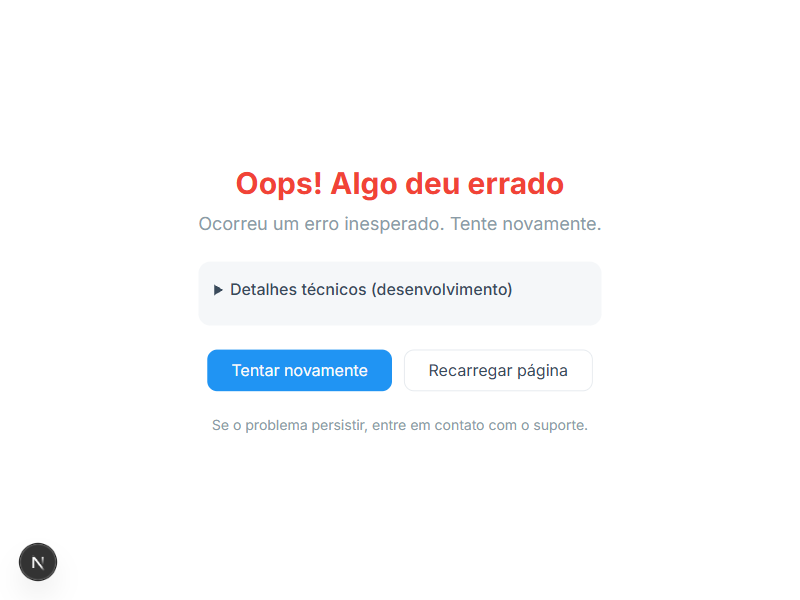 Oops! Algo deu errado
Ocorreu um erro inesperado. Tente novamente.
Detalhes técnicos (desenvolvimento)
Tentar novamente
Recarregar página
Se o problema persistir, entre em contato com o suporte.
N